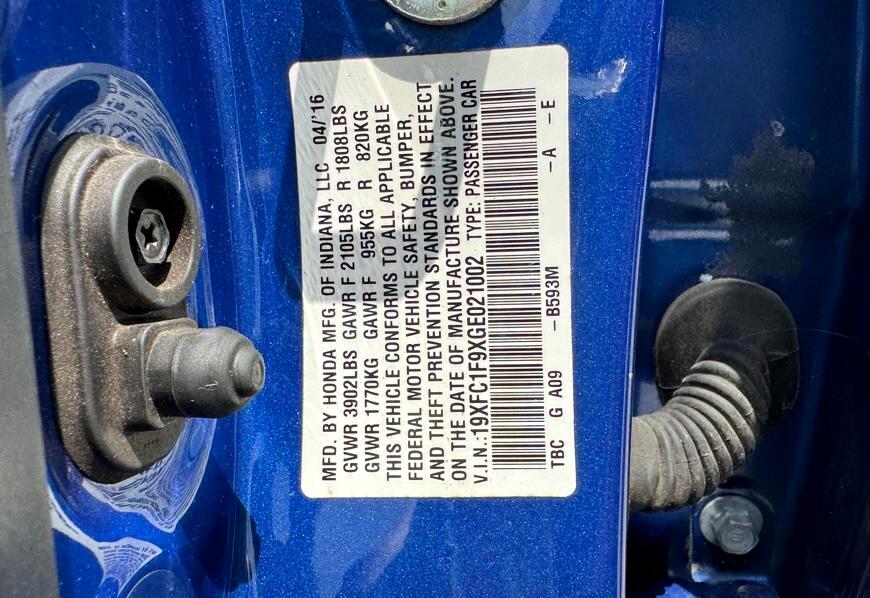 MFD. BY HONDA MFG. OF INDIANA, LLC 04/'16
GVWR 3902LBS GAWR F 2105LBS R 1808LBS
GVWR 1770KG GAWR F 955KG R 820KG
THIS VEHICLE CONFORMS TO ALL APPLICABLE
FEDERAL MOTOR VEHICLE SAFETY, BUMPER,
AND THEFT PREVENTION STANDARDS IN EFFECT
ON THE DATE OF MANUFACTURE SHOWN ABOVE.
V.I.N.:19XFC1F9XGE021002 TYPE: PASSENGER CAR
TBC G A09 -B593M -A -E